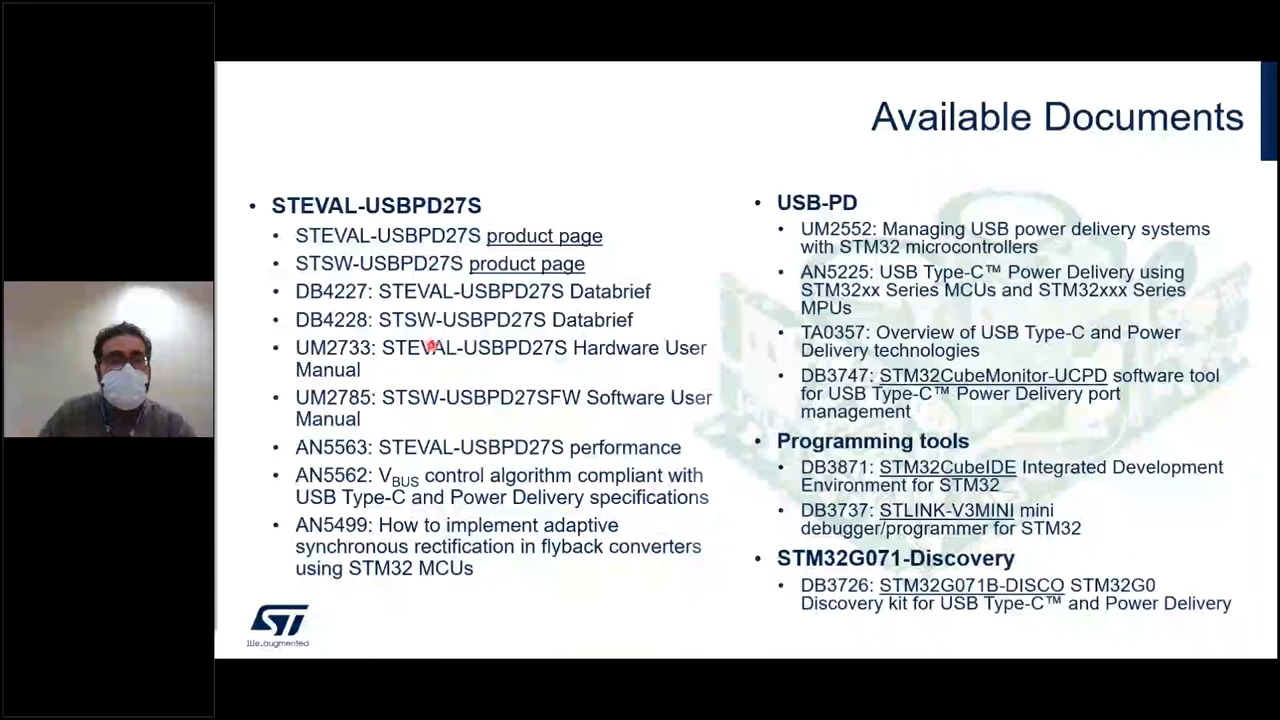 Available Documents
• STEVAL-USBPD27S
• STEVAL-USBPD27S product page
• STSW-USBPD27S product page
• DB4227: STEVAL-USBPD27S Databrief
• DB4228: STSW-USBPD27S Databrief
• UM2733: STEVAL-USBPD27S Hardware User
Manual
• UM2785: STSW-USBPD27SFW Software User
Manual
• AN5563: STEVAL-USBPD27S performance
• AN5562: VBUS control algorithm compliant with
USB Type-C and Power Delivery specifications
• AN5499: How to implement adaptive
synchronous rectification in flyback converters
using STM32 MCUs
• USB-PD
• UM2552: Managing USB power delivery systems
with STM32 microcontrollers
• AN5225: USB Type-C™ Power Delivery using
STM32xx Series MCUs and STM32xxx Series
MPUs
• TA0357: Overview of USB Type-C and Power
Delivery technologies
• DB3747: STM32CubeMonitor-UCPD software tool
for USB Type-C™ Power Delivery port
management
• Programming tools
• DB3871: STM32CubeIDE Integrated Development
Environment for STM32
• DB3737: STLINK-V3MINI mini
debugger/programmer for STM32
• STM32G071-Discovery
• DB3726: STM32G071B-DISCO STM32G0
Discovery kit for USB Type-C™ and Power Delivery
ST
life.augmented